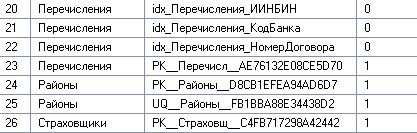 20 Перечисления idx_Перечисления_ИИНБИН 0
21 Перечисления idx_Перечисления_КодБанка 0
22 Перечисления idx_Перечисления_НомерДоговора 0
23 Перечисления PK__Перечисл__AE76132E08CE5D70 1
24 Районы PK__Районы__D8CB1EFEA94AD6D7 1
25 Районы UQ__Районы__FB1BBA88E34438D2 1
26 Страховщики PK__Страховщ__C4FB717298A42442 1